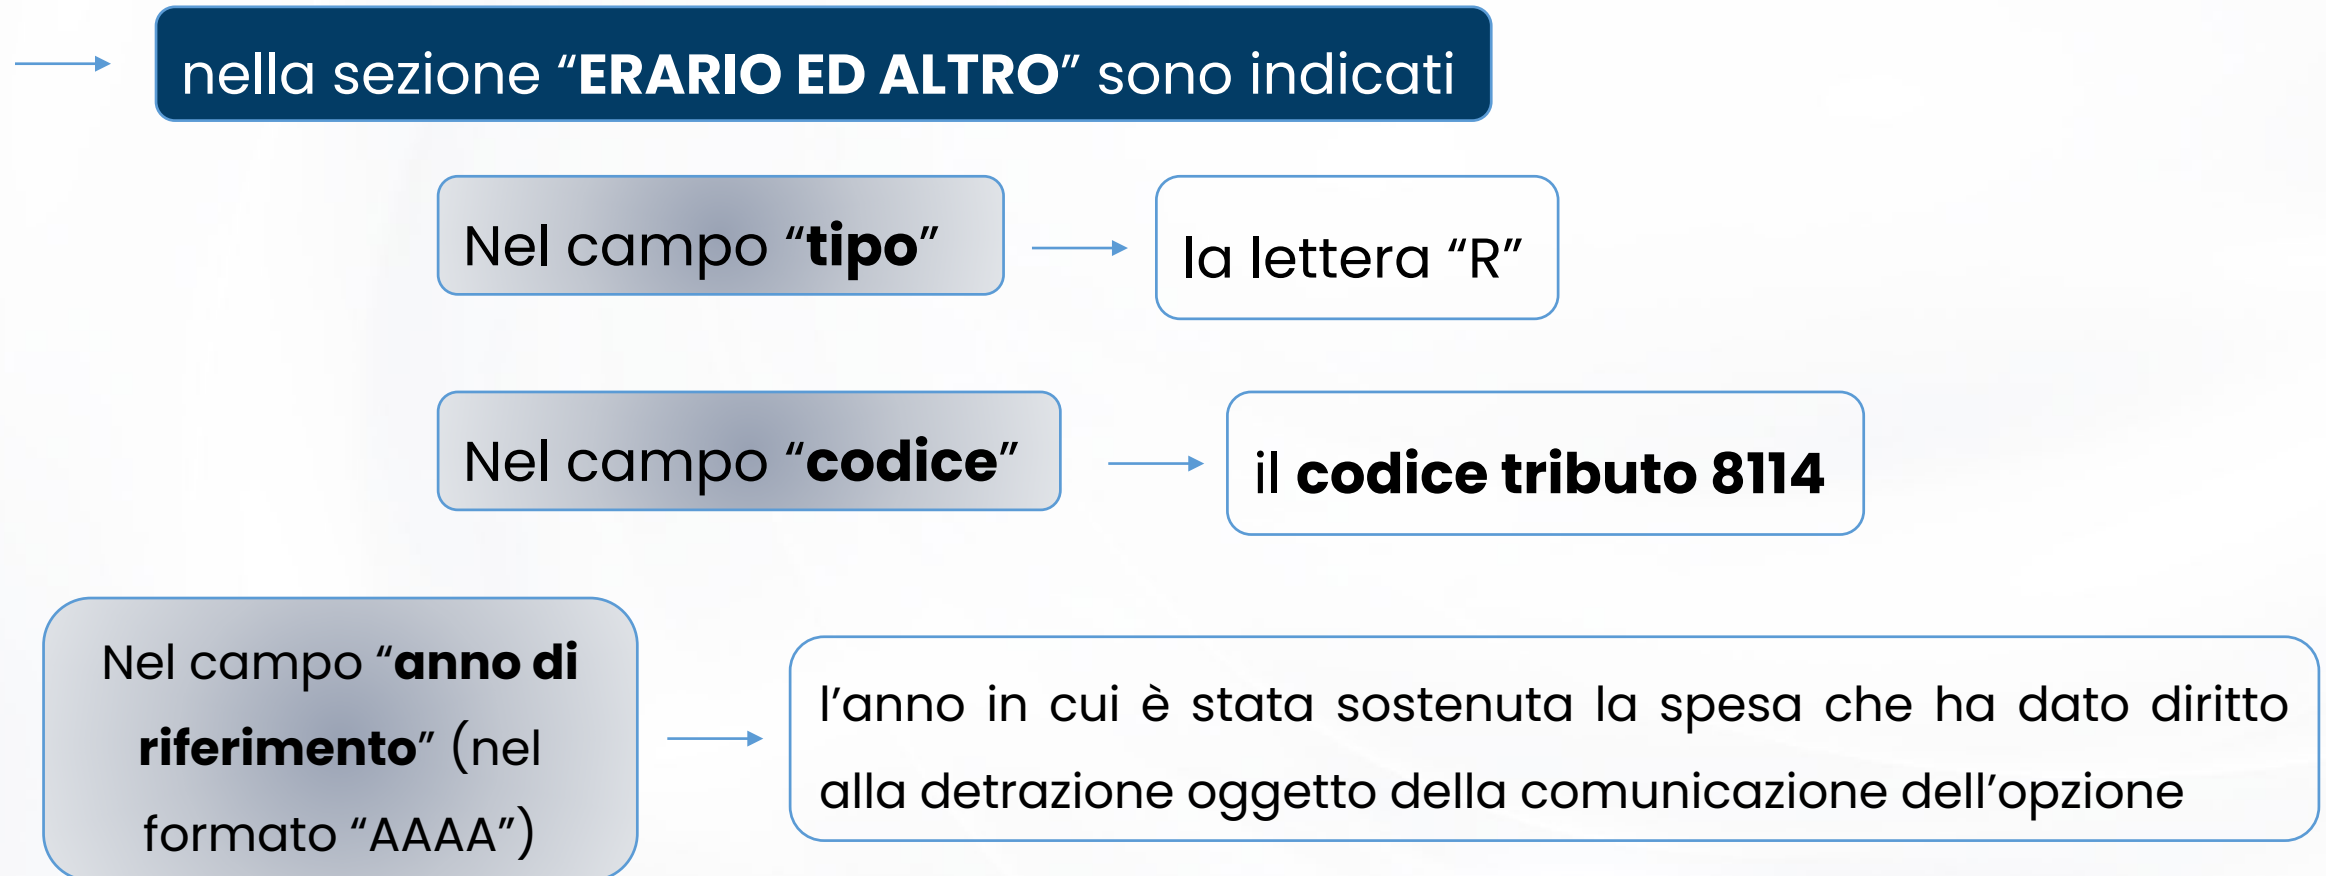 nella sezione “ERARIO ED ALTRO” sono indicati
Nel campo “tipo”
la lettera “R”
Nel campo “codice”
il codice tributo 8114
Nel campo “anno di
riferimento” (nel
formato “AAAA”)
l’anno in cui è stata sostenuta la spesa che ha dato diritto
alla detrazione oggetto della comunicazione dell’opzione